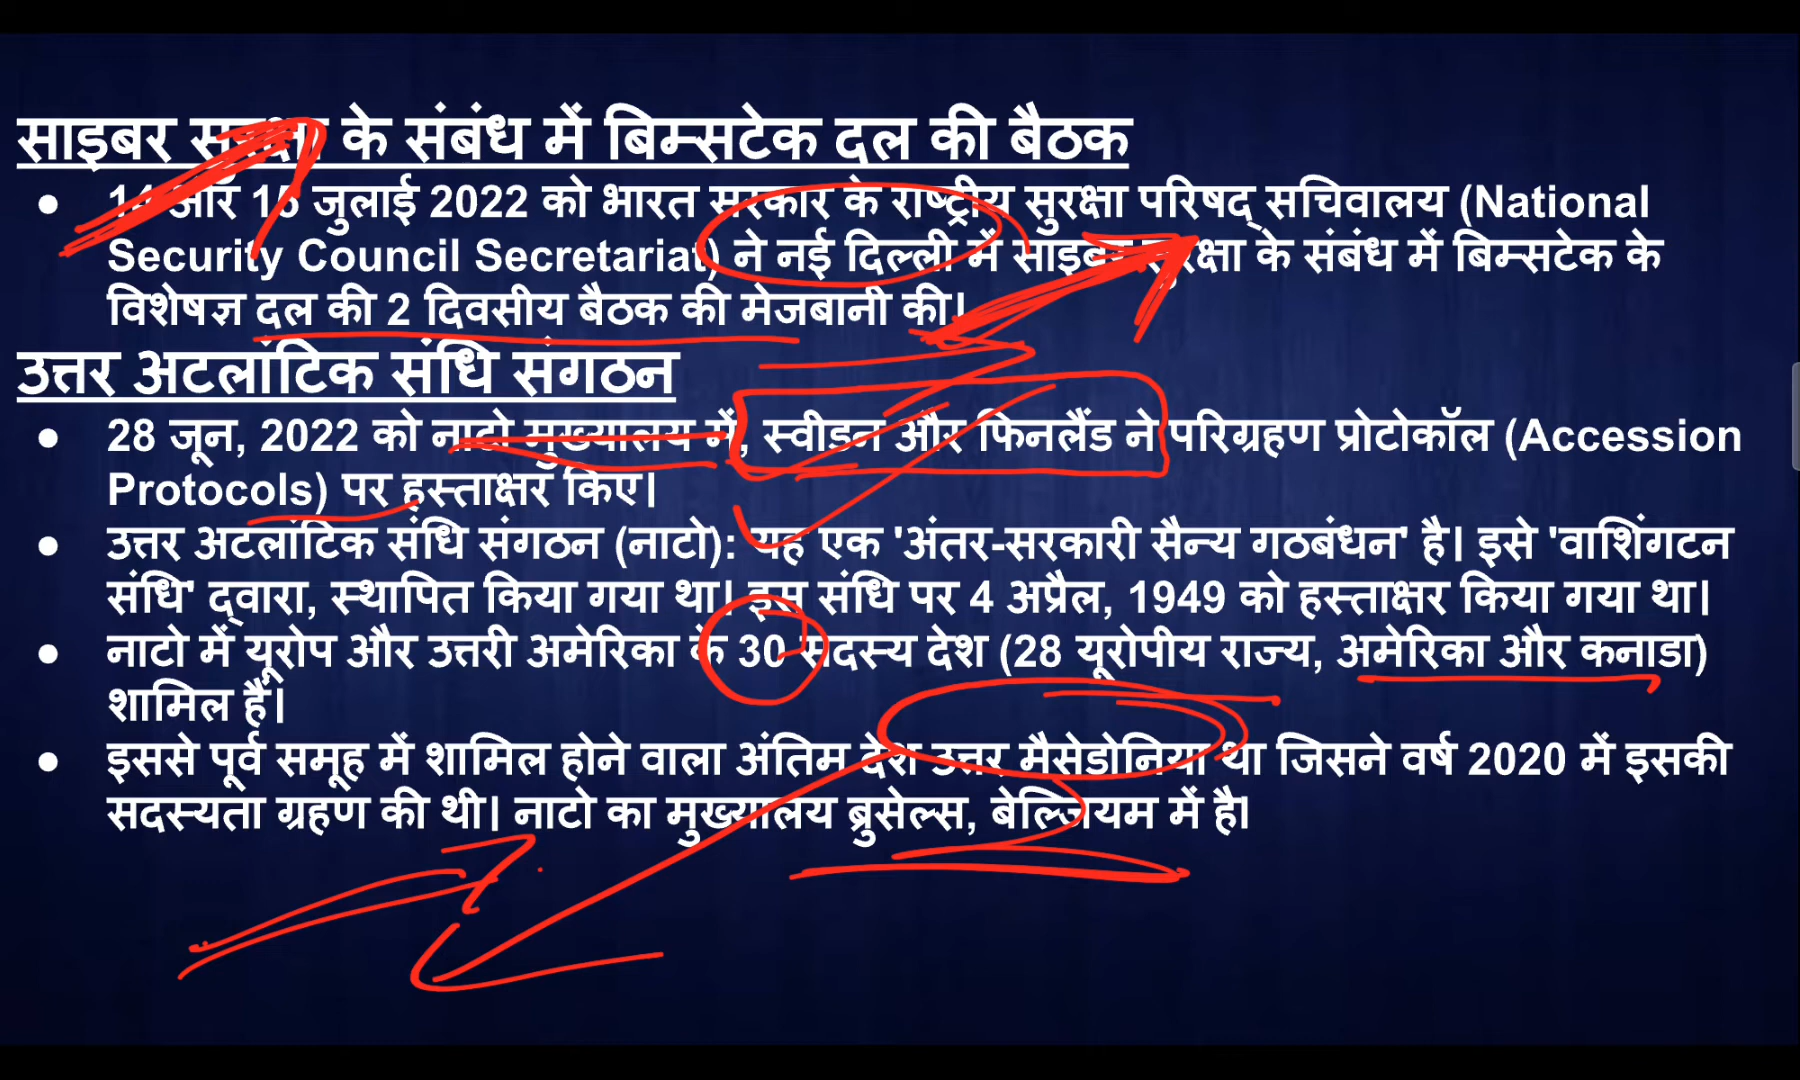 साइबर सुरक्षा के संबंध में बिम्सटेक दल की बैठक
● 14 और 15 जुलाई 2022 को भारत सरकार के राष्ट्रीय सुरक्षा परिषद् सचिवालय (National
Security Council Secretariat) ने नई दिल्ली में साइबर सुरक्षा के संबंध में बिम्सटेक के
विशेषज्ञ दल की 2 दिवसीय बैठक की मेजबानी की।
उत्तर अटलांटिक संधि संगठन
● 28 जून, 2022 को नाटो मुख्यालय में, स्वीडन और फिनलैंड ने परिग्रहण प्रोटोकॉल (Accession
Protocols) पर हस्ताक्षर किए।
● उत्तर अटलांटिक संधि संगठन (नाटो): यह एक 'अंतर-सरकारी सैन्य गठबंधन' है। इसे 'वाशिंगटन
संधि' द्वारा, स्थापित किया गया था। इस संधि पर 4 अप्रैल, 1949 को हस्ताक्षर किया गया था।
● नाटो में यूरोप और उत्तरी अमेरिका के 30 सदस्य देश (28 यूरोपीय राज्य, अमेरिका और कनाडा)
शामिल हैं।
● इससे पूर्व समूह में शामिल होने वाला अंतिम देश उत्तर मैसेडोनिया था जिसने वर्ष 2020 में इसकी
सदस्यता ग्रहण की थी। नाटो का मुख्यालय ब्रुसेल्स, बेल्जियम में है।